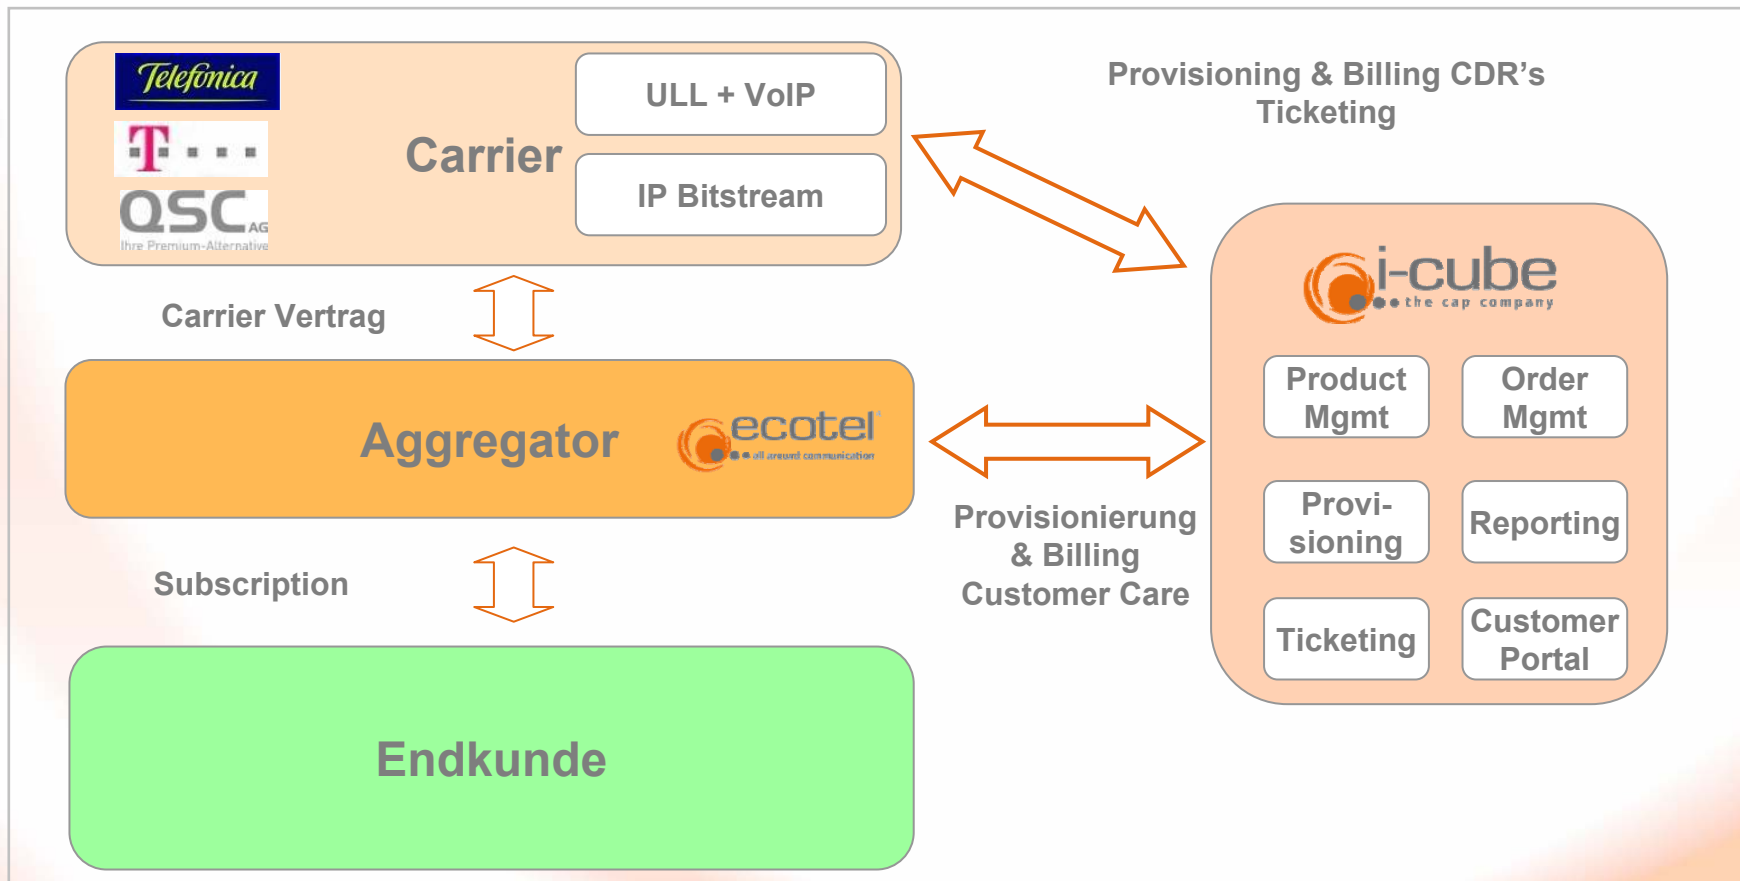 Telefónica
ULL + VoIP
Provisioning & Billing CDR's
Ticketing
T
Carrier
IP Bitstream
QSC AG
Ihre Premium-Alternative
i-cube
the cap company
Carrier Vertrag
Product
Mgmt
Order
Mgmt
Aggregator
ecotel
all around communication
Provisionierung
& Billing
Customer Care
Provi-
sioning
Reporting
Subscription
Ticketing
Customer
Portal
Endkunde